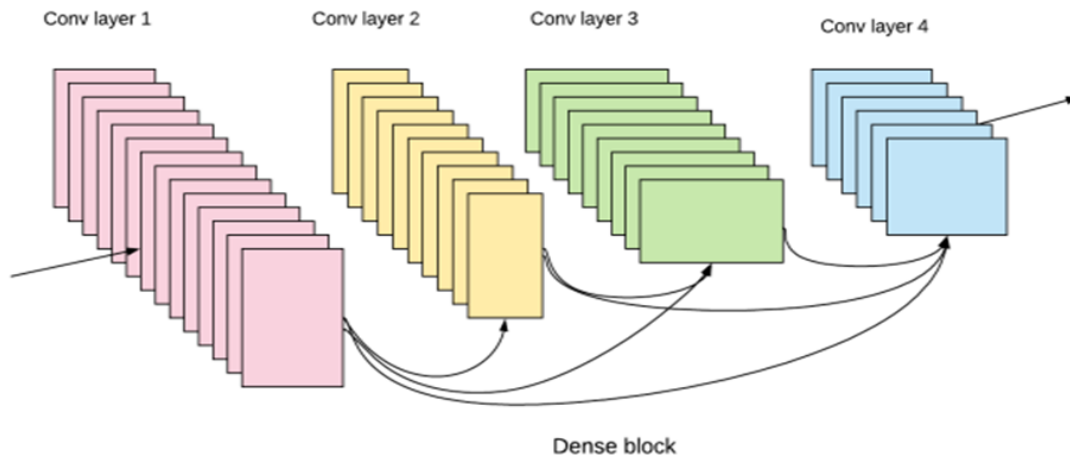 Conv layer 1
Conv layer 2
Conv layer 3
Conv layer 4
Dense block